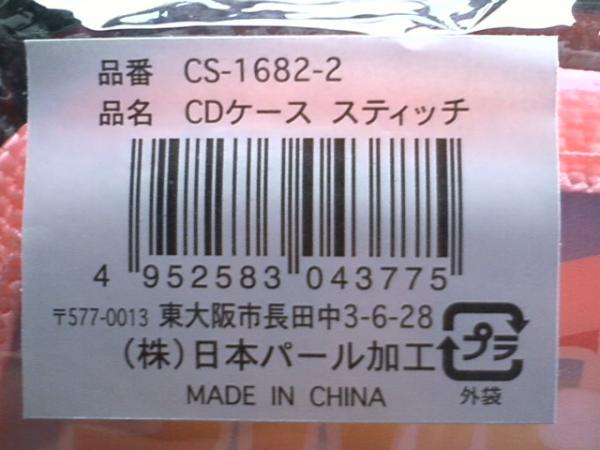 品番 CS-1682-2
品名 CDケース スティッチ
4 952583 043775
〒577-0013 東大阪市長田中3-6-28
(株)日本パール加工
プラ
外袋
MADE IN CHINA